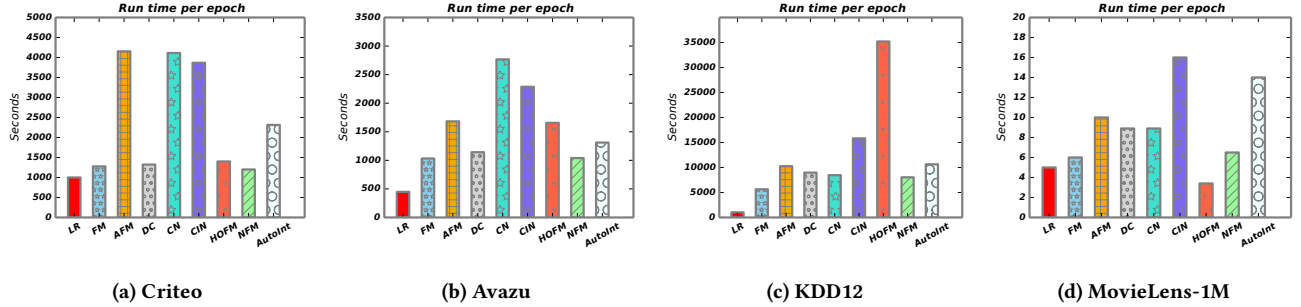 Run time per epoch
5000
4500
4000
3500
3000
2500
2000
1500
1000
500
0
Seconds
LR FM AFM DC CN CIN HOFM NFM AutoInt
(a) Criteo
Run time per epoch
3500
3000
2500
2000
1500
1000
500
0
Seconds
LR FM AFM DC CN CIN HOFM NFM AutoInt
(b) Avazu
Run time per epoch
35000
30000
25000
20000
15000
10000
5000
0
Seconds
LR FM AFM DC CN CIN HOFM NFM AutoInt
(c) KDD12
Run time per epoch
20
18
16
14
12
10
8
6
4
2
0
Seconds
LR FM AFM DC CN CIN HOFM NFM AutoInt
(d) MovieLens-1M